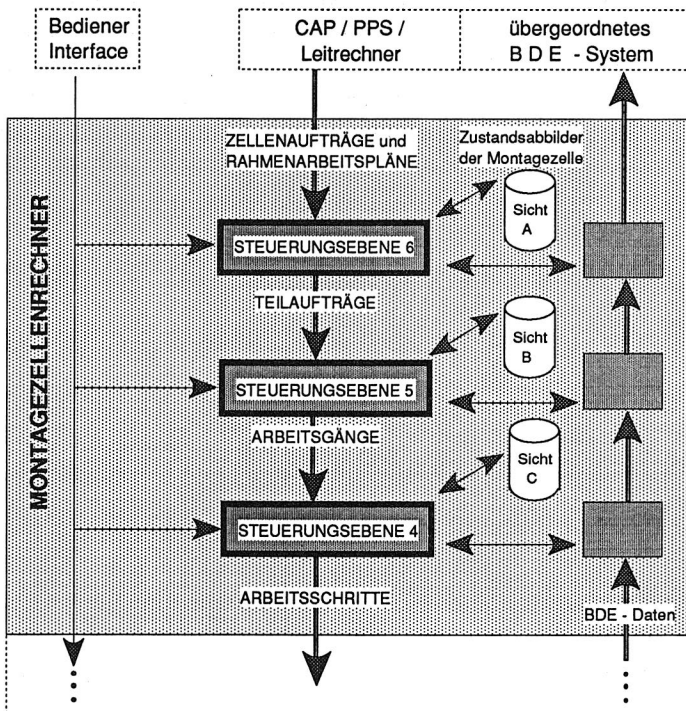 Bediener
Interface
CAP / PPS /
Leitrechner
übergeordnetes
B D E - System
MONTAGEZELLENRECHNER
ZELLENAUFTRÄGE und
RAHMENARBEITSPLÄNE
Zustandsabbilder
der Montagezelle
Sicht
A
STEUERUNGSEBENE 6
TEILAUFTRÄGE
Sicht
B
STEUERUNGSEBENE 5
ARBEITSGÄNGE
Sicht
C
STEUERUNGSEBENE 4
ARBEITSSCHRITTE
BDE - Daten